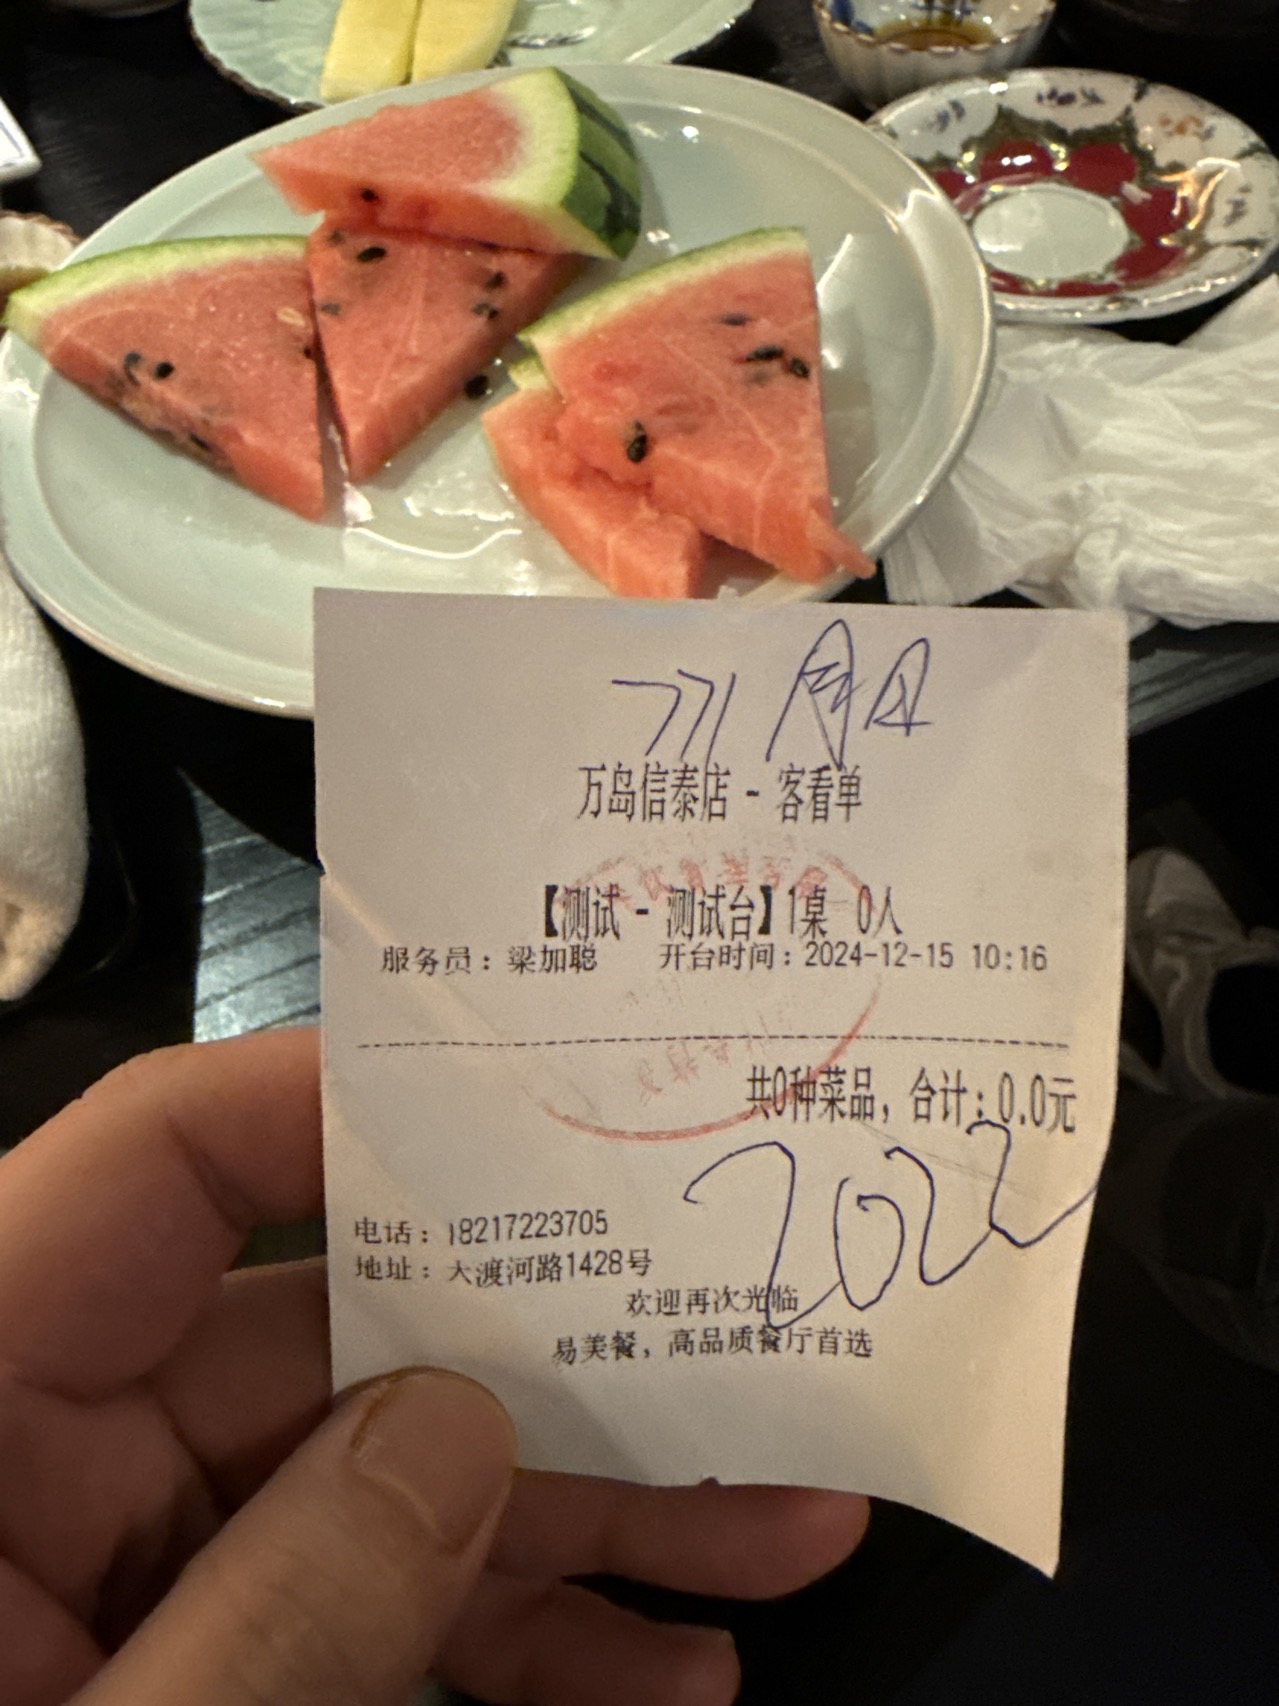 万岛信泰店 - 客看单
【测试 - 测试台】1桌 0人
服务员：梁加聪 开台时间：2024-12-15 10:16
共0种菜品，合计：0.0元
2022
电话：18217223705
地址：大渡河路1428号
欢迎再次光临
易美餐，高品质餐厅首选